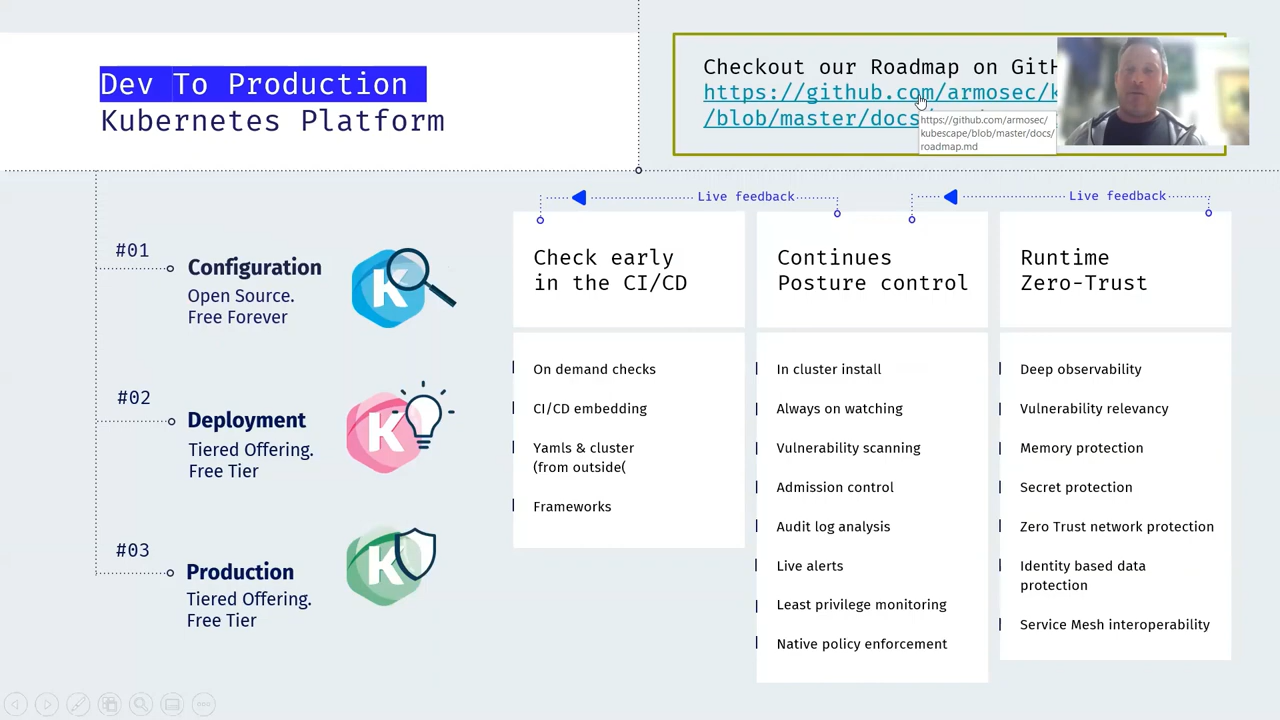 Dev To Production
Kubernetes Platform
Checkout our Roadmap on GitH
https://github.com/armosec/k
/blob/master/docs/
https://github.com/armosec/
kubescape/blob/master/docs/
roadmap.md
Live feedback
Live feedback
#01
Configuration
Open Source.
Free Forever
K
#02
Deployment
Tiered Offering.
Free Tier
K
#03
Production
Tiered Offering.
Free Tier
K
Check early
in the CI/CD
On demand checks
CI/CD embedding
Yamls & cluster
(from outside(
Frameworks
Continues
Posture control
In cluster install
Always on watching
Vulnerability scanning
Admission control
Audit log analysis
Live alerts
Least privilege monitoring
Native policy enforcement
Runtime
Zero-Trust
Deep observability
Vulnerability relevancy
Memory protection
Secret protection
Zero Trust network protection
Identity based data
protection
Service Mesh interoperability